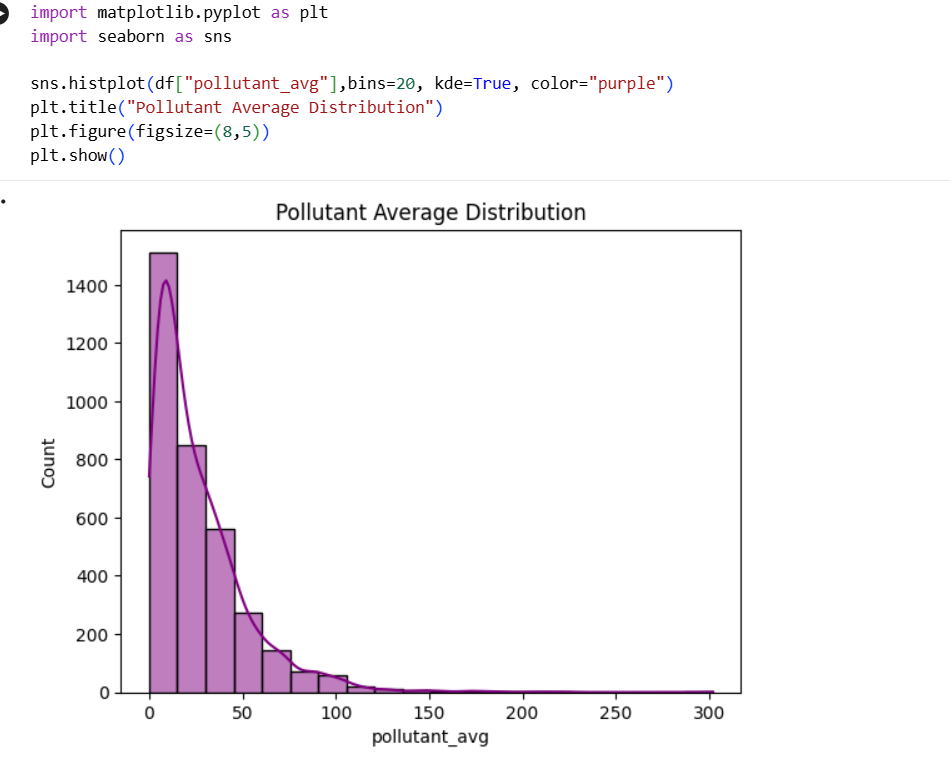 import matplotlib.pyplot as plt
import seaborn as sns
sns.histplot(df["pollutant_avg"],bins=20, kde=True, color="purple")
plt.title("Pollutant Average Distribution")
plt.figure(figsize=(8,5))
plt.show()
Pollutant Average Distribution
1400
1200
1000
800
600
400
200
0
Count
0 50 100 150 200 250 300
pollutant_avg